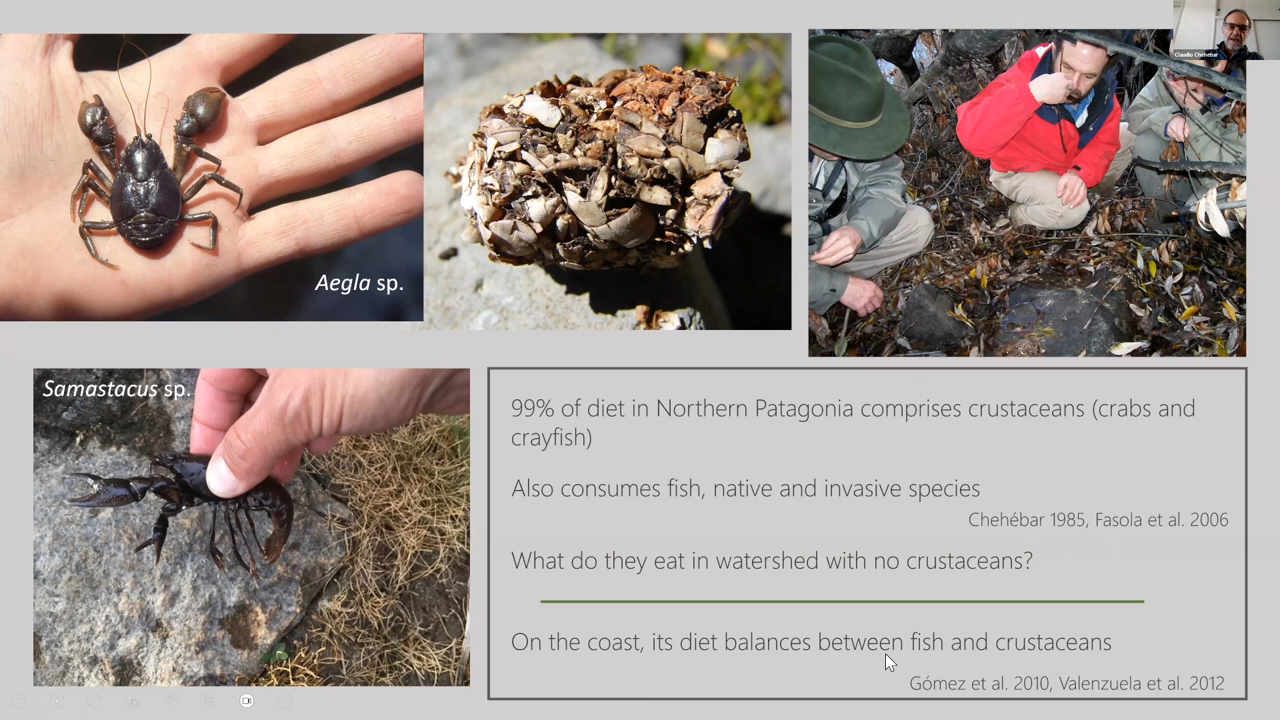 Claudio Chehebar
Aegla sp.
Samastacus sp.
99% of diet in Northern Patagonia comprises crustaceans (crabs and
crayfish)
Also consumes fish, native and invasive species
Chehébar 1985, Fasola et al. 2006
What do they eat in watershed with no crustaceans?
On the coast, its diet balances between fish and crustaceans
Gómez et al. 2010, Valenzuela et al. 2012